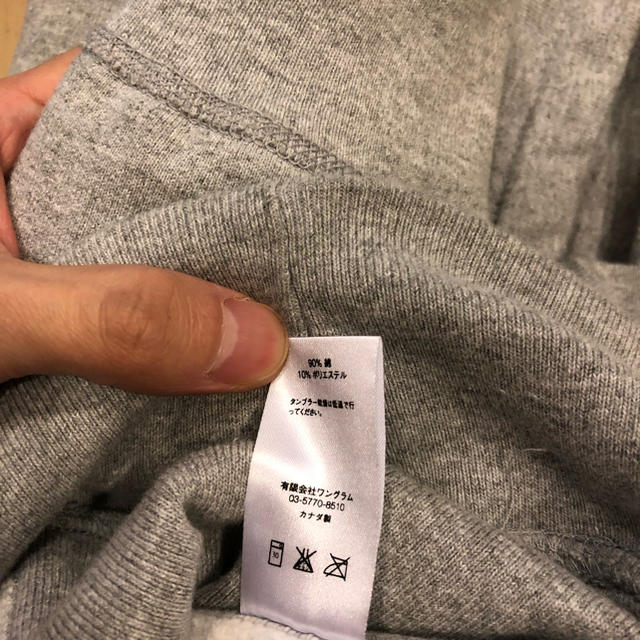 90% 綿
10% ポリエステル
タンブラー乾燥は低温で行
ってください。
有限会社ワングラム
03-5770-8510
カナダ製
30